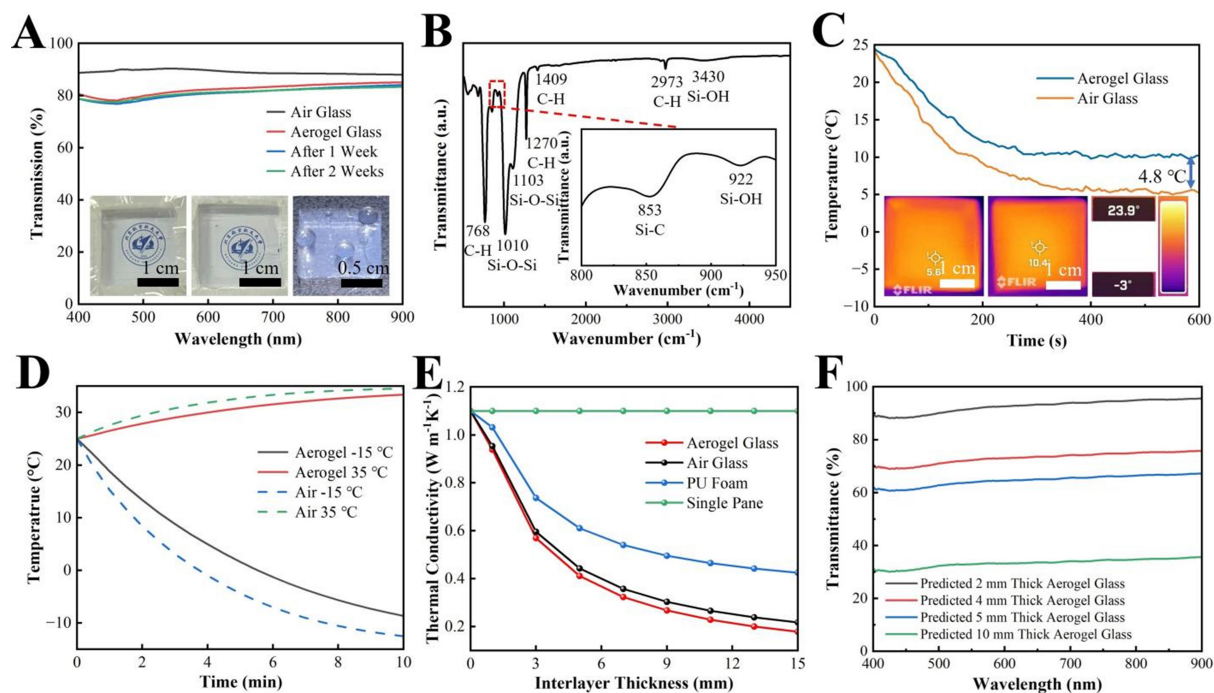 A
Transmission (%)
100
80
60
40
20
0
Air Glass
Aerogel Glass
After 1 Week
After 2 Weeks
1 cm
1 cm
0.5 cm
400
500
600
700
800
900
Wavelength (nm)
B
Transmittance (a.u.)
1409
C-H
2973
C-H
3430
Si-OH
1270
C-H
1103
Si-O-Si
768
C-H
1010
Si-O-Si
Transmittance (a.u.)
853
Si-C
922
Si-OH
800
850
900
950
Wavenumber (cm⁻¹)
1000
2000
3000
4000
Wavenumber (cm⁻¹)
C
Temperature (℃)
25
20
15
10
5
0
−5
−10
Aerogel Glass
Air Glass
4.8 ℃
5.6
1 cm
FLIR
10.4
1 cm
FLIR
23.9°
-3°
0
200
400
600
Time (s)
D
Temperatrue (℃)
30
20
10
0
−10
Aerogel -15 ℃
Aerogel 35 ℃
Air -15 ℃
Air 35 ℃
0
2
4
6
8
10
Time (min)
E
Thermal Conductivity (W m⁻¹K⁻¹)
1.2
1.0
0.8
0.6
0.4
0.2
Aerogel Glass
Air Glass
PU Foam
Single Pane
0
3
6
9
12
15
Interlayer Thickness (mm)
F
Transmittance (%)
100
80
60
40
20
0
Predicted 2 mm Thick Aerogel Glass
Predicted 4 mm Thick Aerogel Glass
Predicted 5 mm Thick Aerogel Glass
Predicted 10 mm Thick Aerogel Glass
400
500
600
700
800
900
Wavelength (nm)